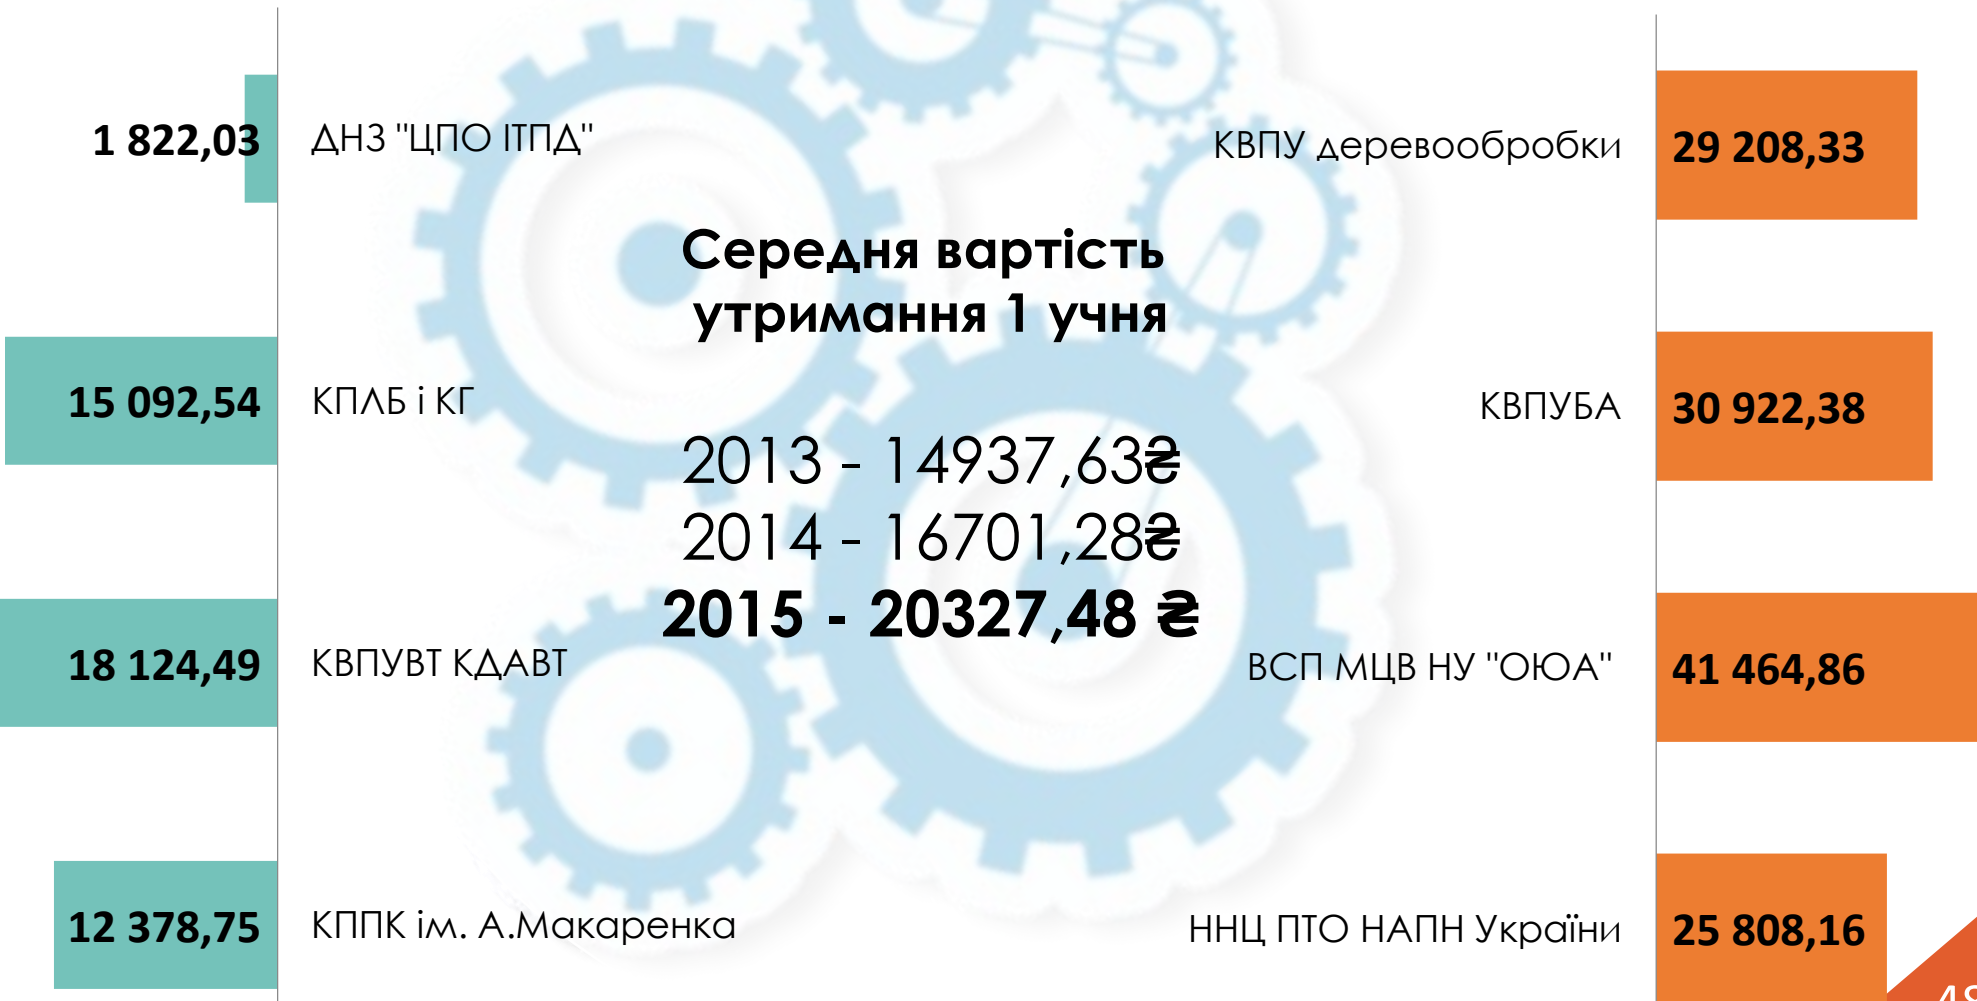 1 822,03 ДНЗ "ЦПО ІТПД"
15 092,54 КПЛБ і КГ
18 124,49 КВПУВТ КДАВТ
12 378,75 КППК ім. А.Макаренка
Середня вартість
утримання 1 учня
2013 - 14937,63₴
2014 - 16701,28₴
2015 - 20327,48 ₴
КВПУ деревообробки 29 208,33
КВПУБА 30 922,38
ВСП МЦВ НУ "ОЮА" 41 464,86
ННЦ ПТО НАПН України 25 808,16